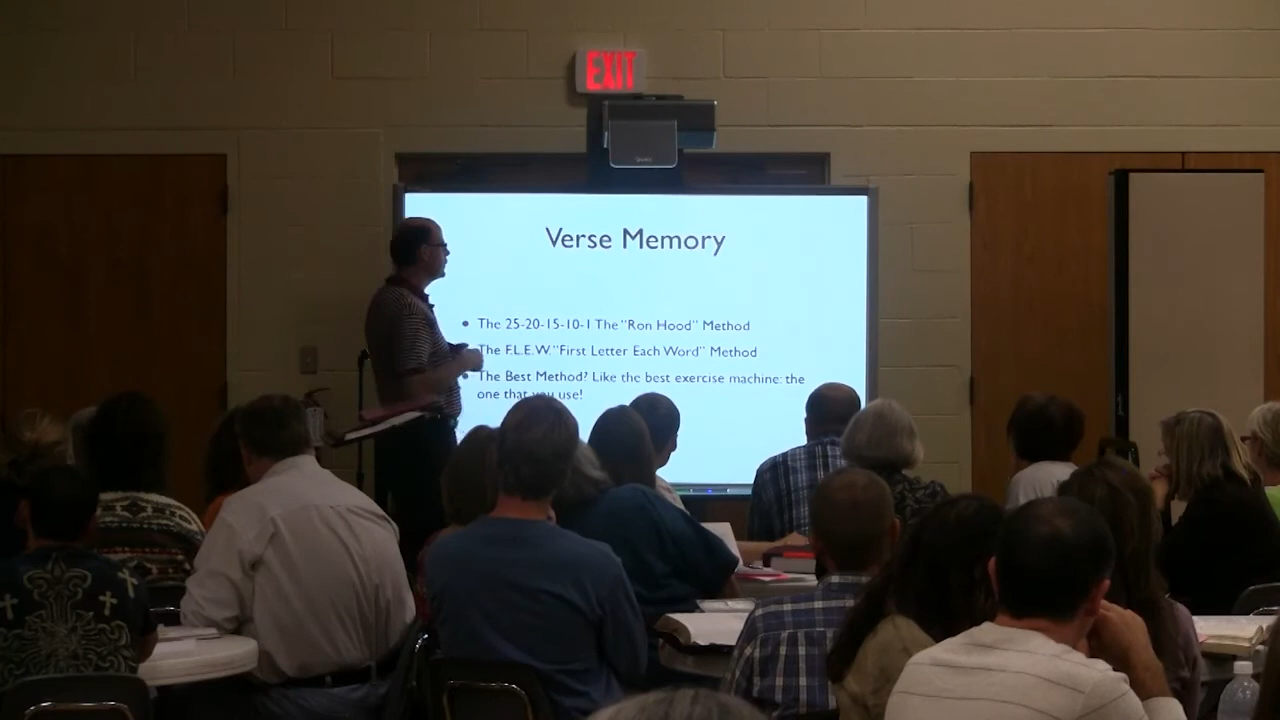 EXIT
Verse Memory
• The 25-20-15-10-1 The "Ron Hood" Method
• The F.L.E.W. "First Letter Each Word" Method
• The Best Method? Like the best exercise machine: the
one that you use!